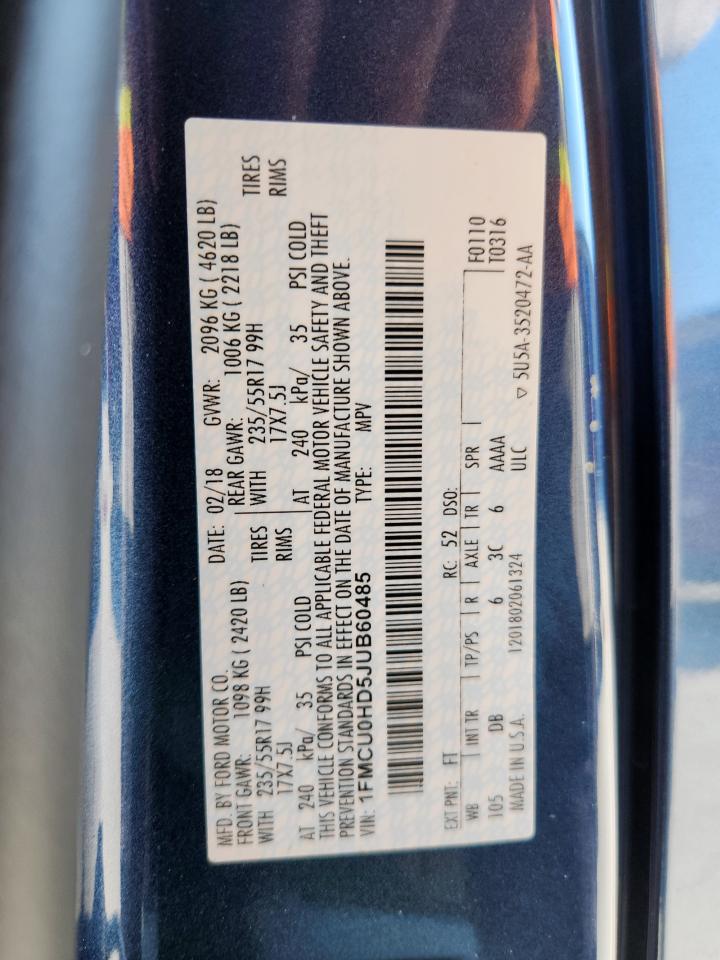 MFD. BY FORD MOTOR CO.
DATE: 02/18 GVWR: 2096 KG ( 4620 LB)
FRONT GAWR: 1098 KG ( 2420 LB) REAR GAWR: 1006 KG ( 2218 LB)
WITH 235/55R17 99H TIRES WITH 235/55R17 99H TIRES
17X7.5J RIMS 17X7.5J RIMS
AT 240 kPa/ 35 PSI COLD AT 240 kPa/ 35 PSI COLD
THIS VEHICLE CONFORMS TO ALL APPLICABLE FEDERAL MOTOR VEHICLE SAFETY AND THEFT
PREVENTION STANDARDS IN EFFECT ON THE DATE OF MANUFACTURE SHOWN ABOVE.
VIN: 1FMCU0HD5JUB60485 TYPE: MPV
EXT PNT: FT RC: 52 DSO:
WB INT TR TP/PS R AXLE TR SPR F0110
105 DB 6 3C 6 AAAA T0316
MADE IN U.S.A. 1201802061324 ULC
▽ 5U5A-3520472-AA